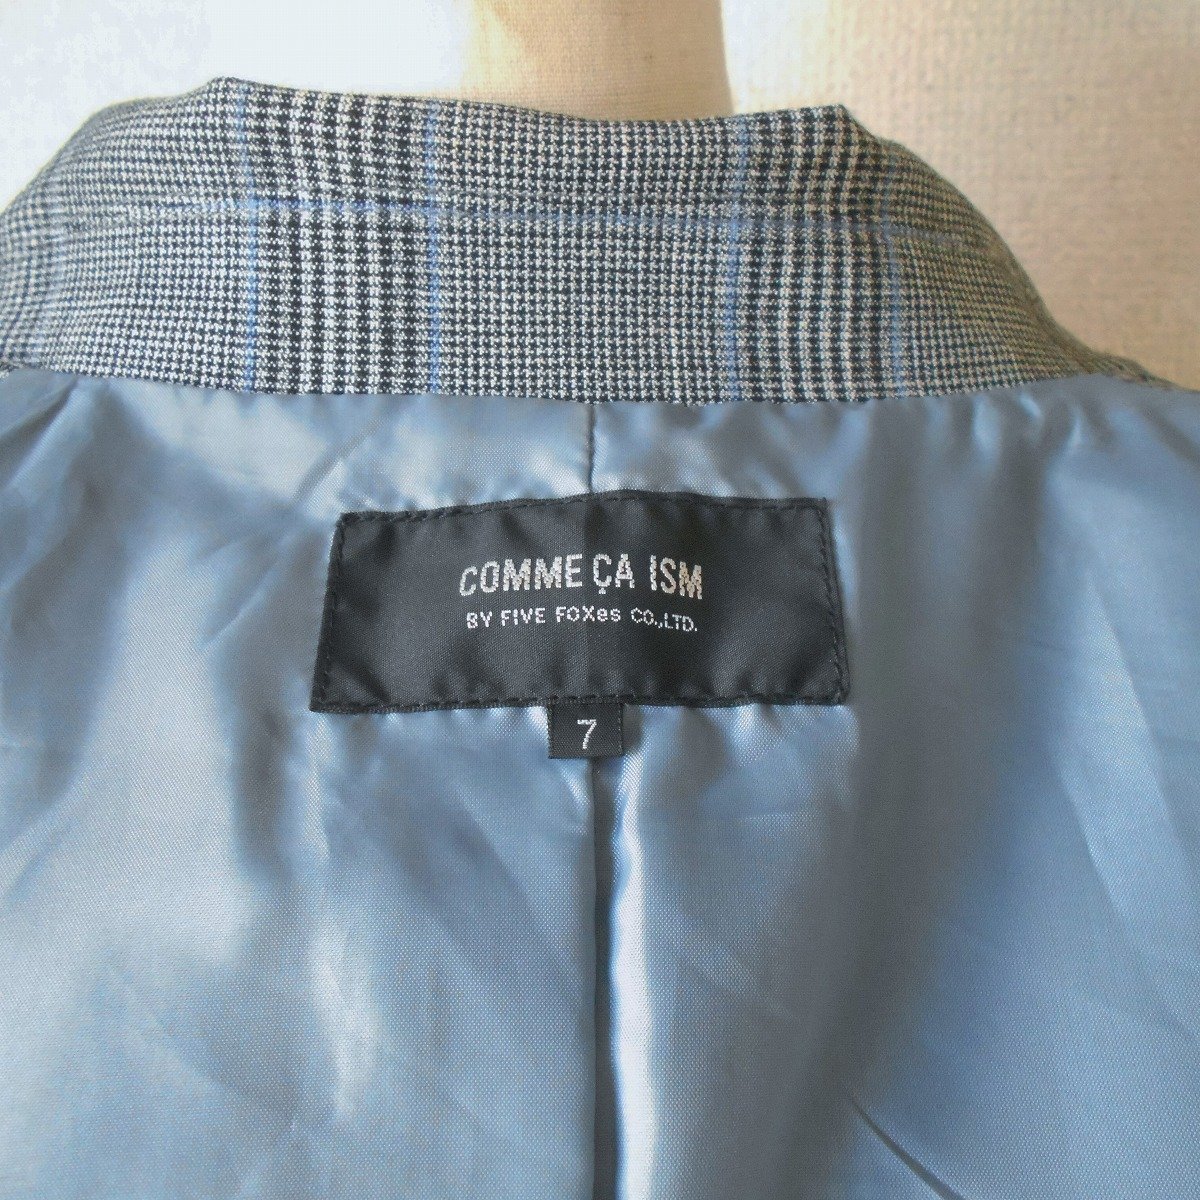 COMME ÇA ISM
BY FIVE FOXes CO.,LTD.
7